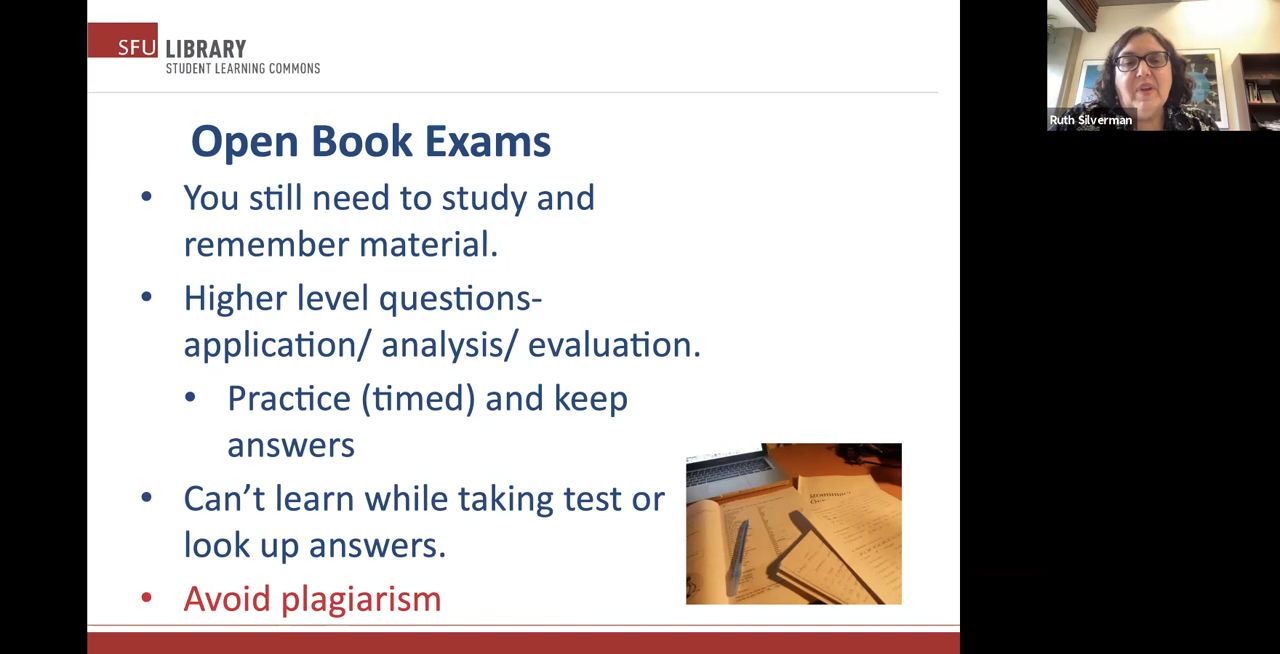 SFU LIBRARY
STUDENT LEARNING COMMONS
Ruth Silverman
Open Book Exams
• You still need to study and
remember material.
• Higher level questions-
application/ analysis/ evaluation.
• Practice (timed) and keep
answers
• Can’t learn while taking test or
look up answers.
• Avoid plagiarism